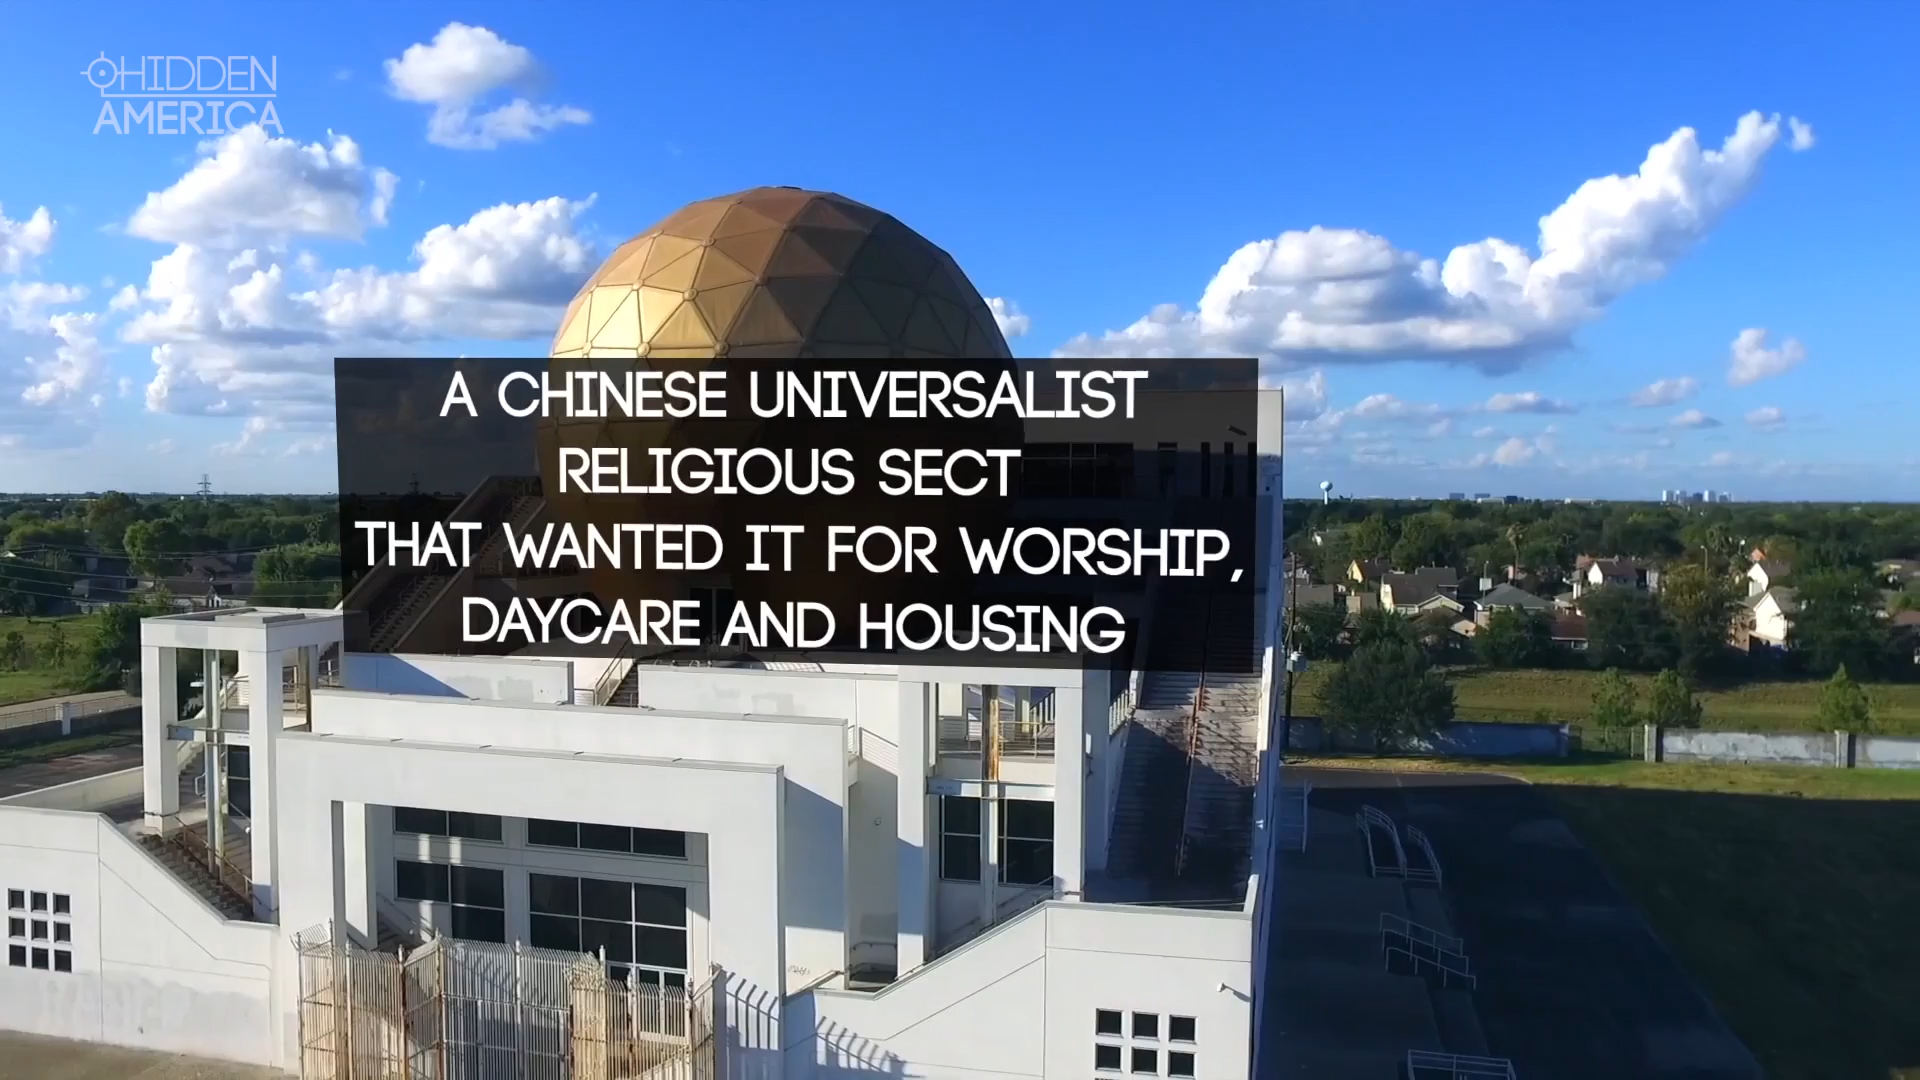 HIDDEN
AMERICA
A CHINESE UNIVERSALIST
RELIGIOUS SECT
THAT WANTED IT FOR WORSHIP,
DAYCARE AND HOUSING